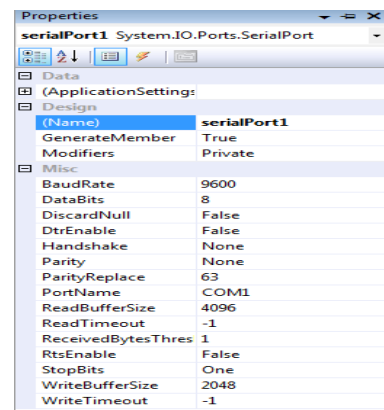 Properties
serialPort1 System.IO.Ports.SerialPort
Data
(ApplicationSettings
Design
(Name) serialPort1
GenerateMember True
Modifiers Private
Misc
BaudRate 9600
DataBits 8
DiscardNull False
DtrEnable False
Handshake None
Parity None
ParityReplace 63
PortName COM1
ReadBufferSize 4096
ReadTimeout -1
ReceivedBytesThres 1
RtsEnable False
StopBits One
WriteBufferSize 2048
WriteTimeout -1